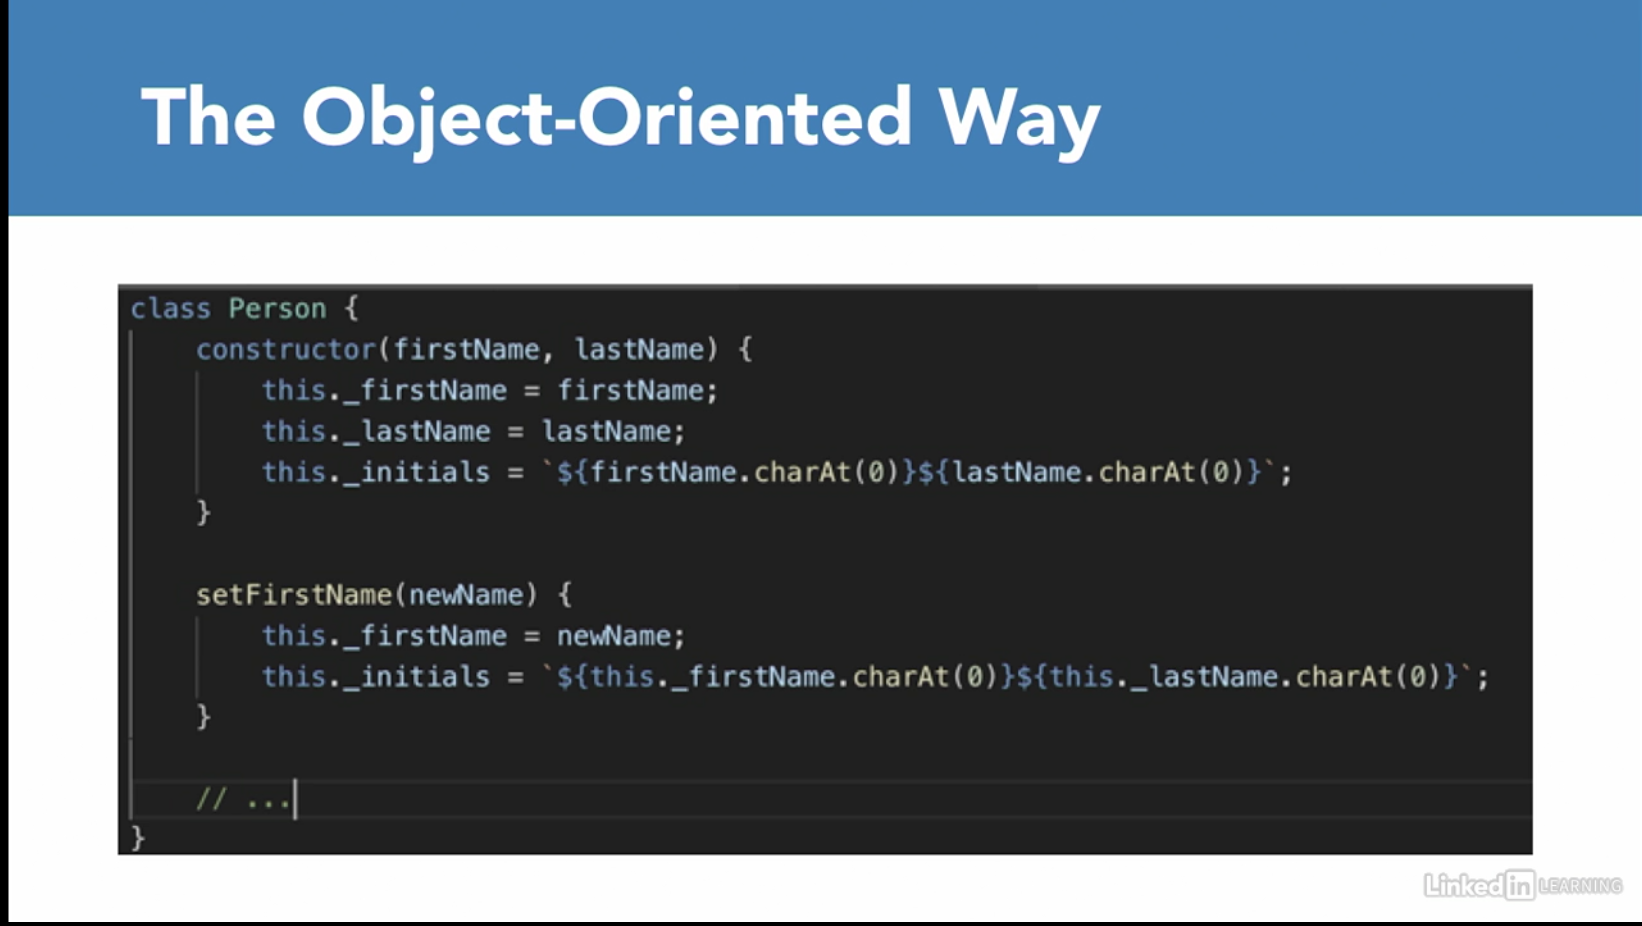 The Object-Oriented Way
class Person {
constructor(firstName, lastName) {
this._firstName = firstName;
this._lastName = lastName;
this._initials = `${firstName.charAt(0)}${lastName.charAt(0)}`;
}
setFirstName(newName) {
this._firstName = newName;
this._initials = `${this._firstName.charAt(0)}${this._lastName.charAt(0)}`;
}
// ...
}
Linked in LEARNING